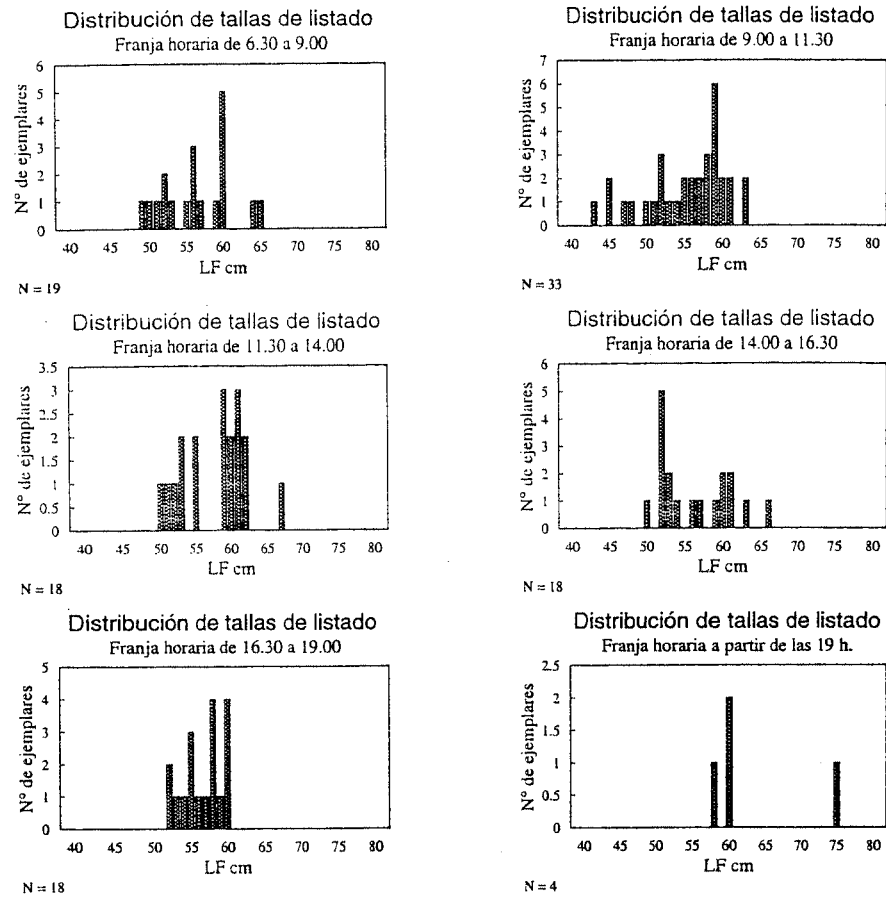 Distribución de tallas de listado
Franja horaria de 6.30 a 9.00
N° de ejemplares
6
5
4
3
2
1
0
40 45 50 55 60 65 70 75 80
LF cm
N = 19
Distribución de tallas de listado
Franja horaria de 9.00 a 11.30
N° de ejemplares
7
6
5
4
3
2
1
0
40 45 50 55 60 65 70 75 80
LF cm
N = 33
Distribución de tallas de listado
Franja horaria de 11.30 a 14.00
N° de ejemplares
3.5
3
2.5
2
1.5
1
0.5
0
40 45 50 55 60 65 70 75 80
LF cm
N = 18
Distribución de tallas de listado
Franja horaria de 14.00 a 16.30
N° de ejemplares
6
5
4
3
2
1
0
40 45 50 55 60 65 70 75 80
LF cm
N = 18
Distribución de tallas de listado
Franja horaria de 16.30 a 19.00
N° de ejemplares
5
4
3
2
1
0
40 45 50 55 60 65 70 75 80
LF cm
N = 18
Distribución de tallas de listado
Franja horaria a partir de las 19 h.
N° de ejemplares
2.5
2
1.5
1
0.5
0
40 45 50 55 60 65 70 75 80
LF cm
N = 4